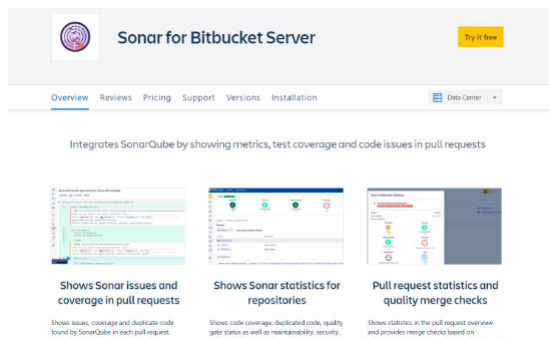 Sonar for Bitbucket Server
Try it free
Overview Reviews Pricing Support Versions Installation
Data Center
Integrates SonarQube by showing metrics, test coverage and code issues in pull requests
Shows Sonar issues and
coverage in pull requests
Shows issues, coverage and duplicate code
found by SonarQube in each pull request.
Shows Sonar statistics for
repositories
Shows code coverage, duplicated code, quality
gate status as well as maintainability, security,
Pull request statistics and
quality merge checks
Shows statistics in the pull request overview
and provides merge checks based on